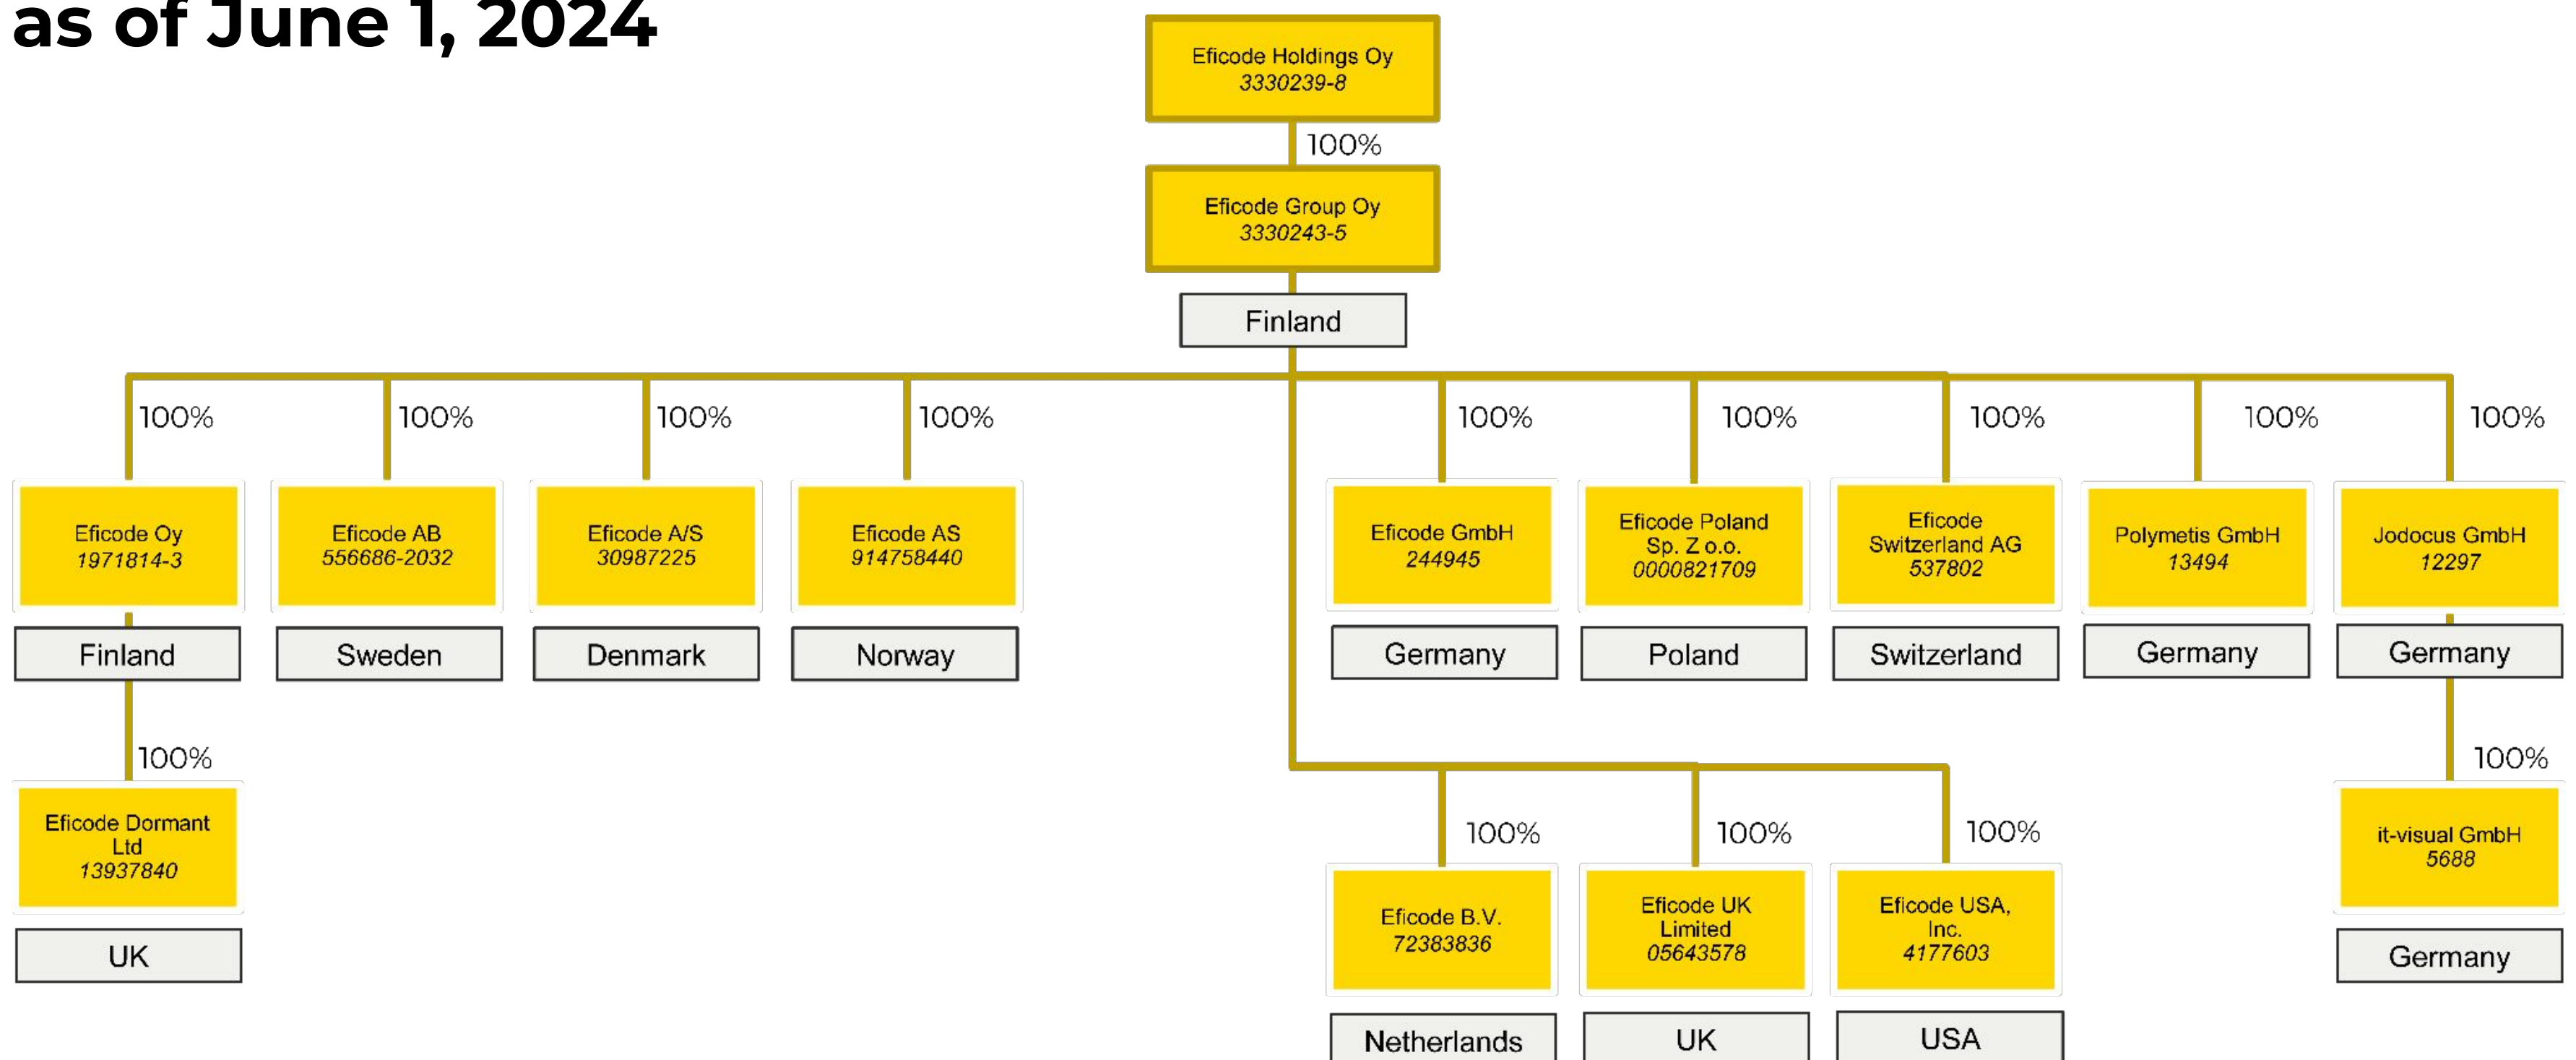 as of June 1, 2024
Eficode Holdings Oy
3330239-8
100%
Eficode Group Oy
3330243-5
Finland
100%
100%
100%
100%
100%
100%
100%
100%
100%
Eficode Oy
1971814-3
Eficode AB
556686-2032
Eficode A/S
30987225
Eficode AS
914758440
Eficode GmbH
244945
Eficode Poland
Sp. Z o.o.
0000821709
Eficode
Switzerland AG
537802
Polymetis GmbH
13494
Jodocus GmbH
12297
Finland
Sweden
Denmark
Norway
Germany
Poland
Switzerland
Germany
Germany
100%
100%
Eficode Dormant
Ltd
13937840
100%
100%
100%
it-visual GmbH
5688
Eficode B.V.
72383836
Eficode UK
Limited
05643578
Eficode USA,
Inc.
4177603
UK
Germany
Netherlands
UK
USA